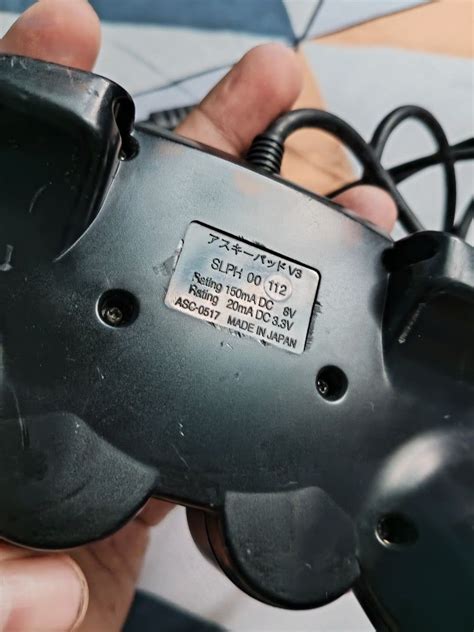 アスキーパッド V3
SLPH 00 112
Rating 150mA DC 8V
Rating 20mA DC 3.3V
ASC-0517 MADE IN JAPAN